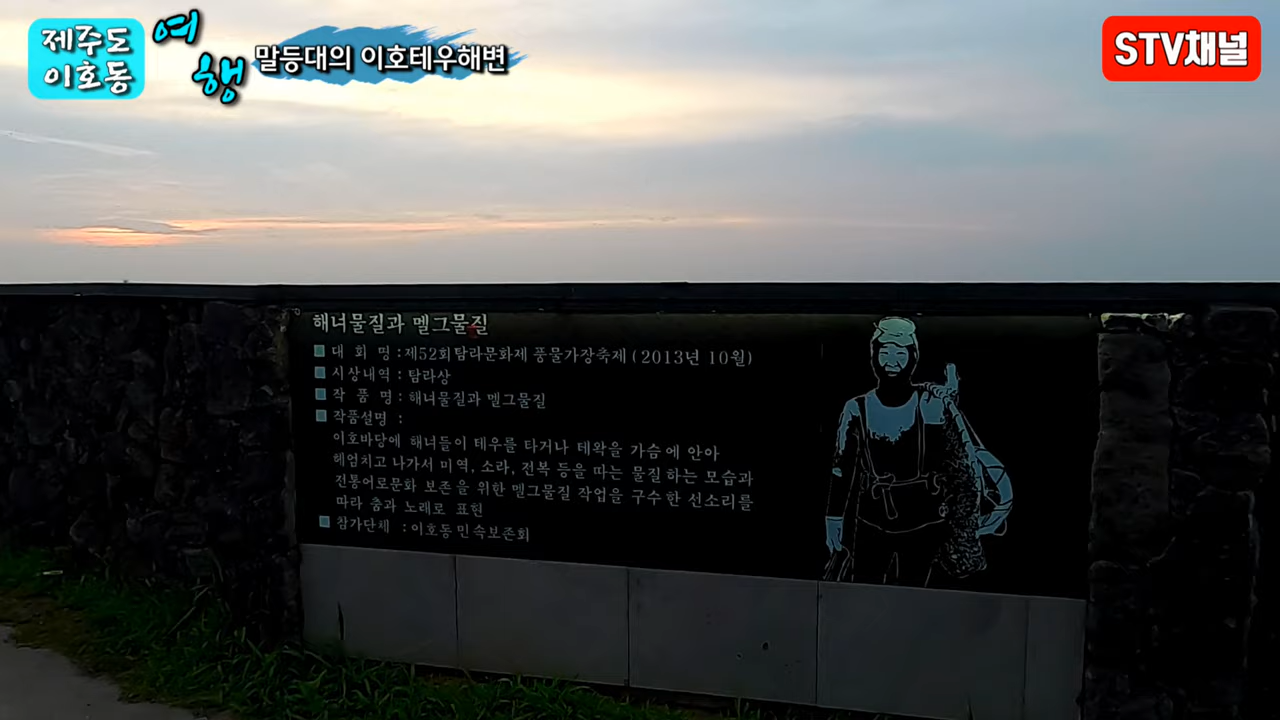 제주도
이호동
여행
말등대의 이호테우해변
STV채널
해녀물질과 멜그물질
대 회 명 : 제52회탐라문화제 풍물가장축제 (2013년 10월)
시상내역 : 탐라상
작 품 명 : 해녀물질과 멜그물질
작품설명 :
이호바당에 해녀들이 테우를 타거나 테왁을 가슴에 안아
헤엄치고 나가서 미역, 소라, 전복 등을 따는 물질하는 모습과
전통어로문화 보존을 위한 멜그물질 작업을 구수한 선소리를
따라 춤과 노래로 표현
참가단체 : 이호동민속보존회